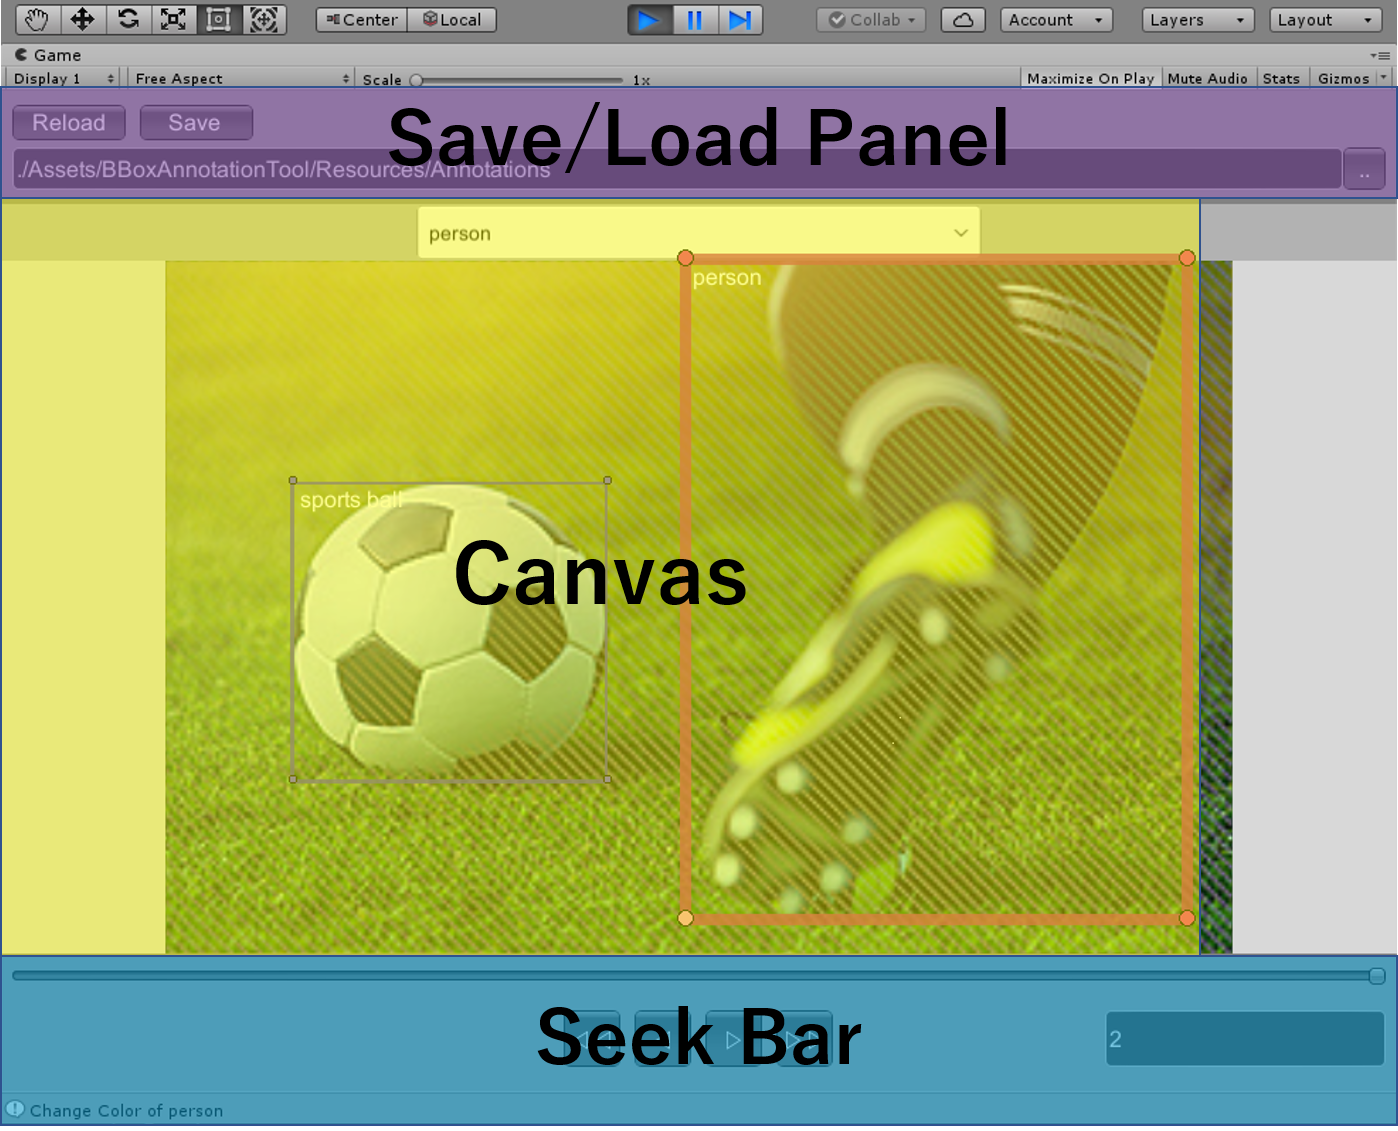 Center Local Collab Account Layers Layout
Game
Display 1 Free Aspect Scale 1x Maximize On Play Mute Audio Stats Gizmos
Reload Save
Save/Load Panel
./Assets/BBoxAnnotationTool/Resources/Annotations ..
person
person
sports ball
Canvas
Seek Bar
2
Change Color of person